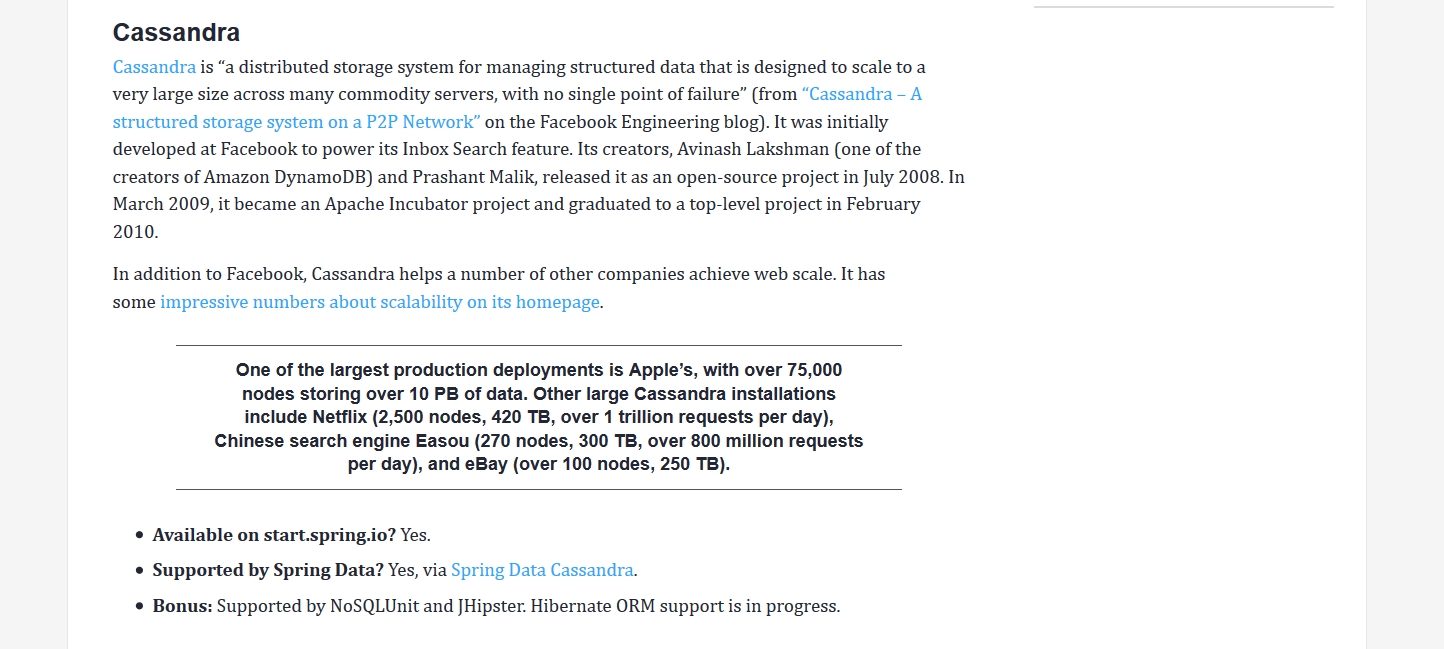 Cassandra
Cassandra is “a distributed storage system for managing structured data that is designed to scale to a
very large size across many commodity servers, with no single point of failure” (from “Cassandra – A
structured storage system on a P2P Network” on the Facebook Engineering blog). It was initially
developed at Facebook to power its Inbox Search feature. Its creators, Avinash Lakshman (one of the
creators of Amazon DynamoDB) and Prashant Malik, released it as an open-source project in July 2008. In
March 2009, it became an Apache Incubator project and graduated to a top-level project in February
2010.
In addition to Facebook, Cassandra helps a number of other companies achieve web scale. It has
some impressive numbers about scalability on its homepage.
One of the largest production deployments is Apple’s, with over 75,000
nodes storing over 10 PB of data. Other large Cassandra installations
include Netflix (2,500 nodes, 420 TB, over 1 trillion requests per day),
Chinese search engine Easou (270 nodes, 300 TB, over 800 million requests
per day), and eBay (over 100 nodes, 250 TB).
• Available on start.spring.io? Yes.
• Supported by Spring Data? Yes, via Spring Data Cassandra.
• Bonus: Supported by NoSQLUnit and JHipster. Hibernate ORM support is in progress.